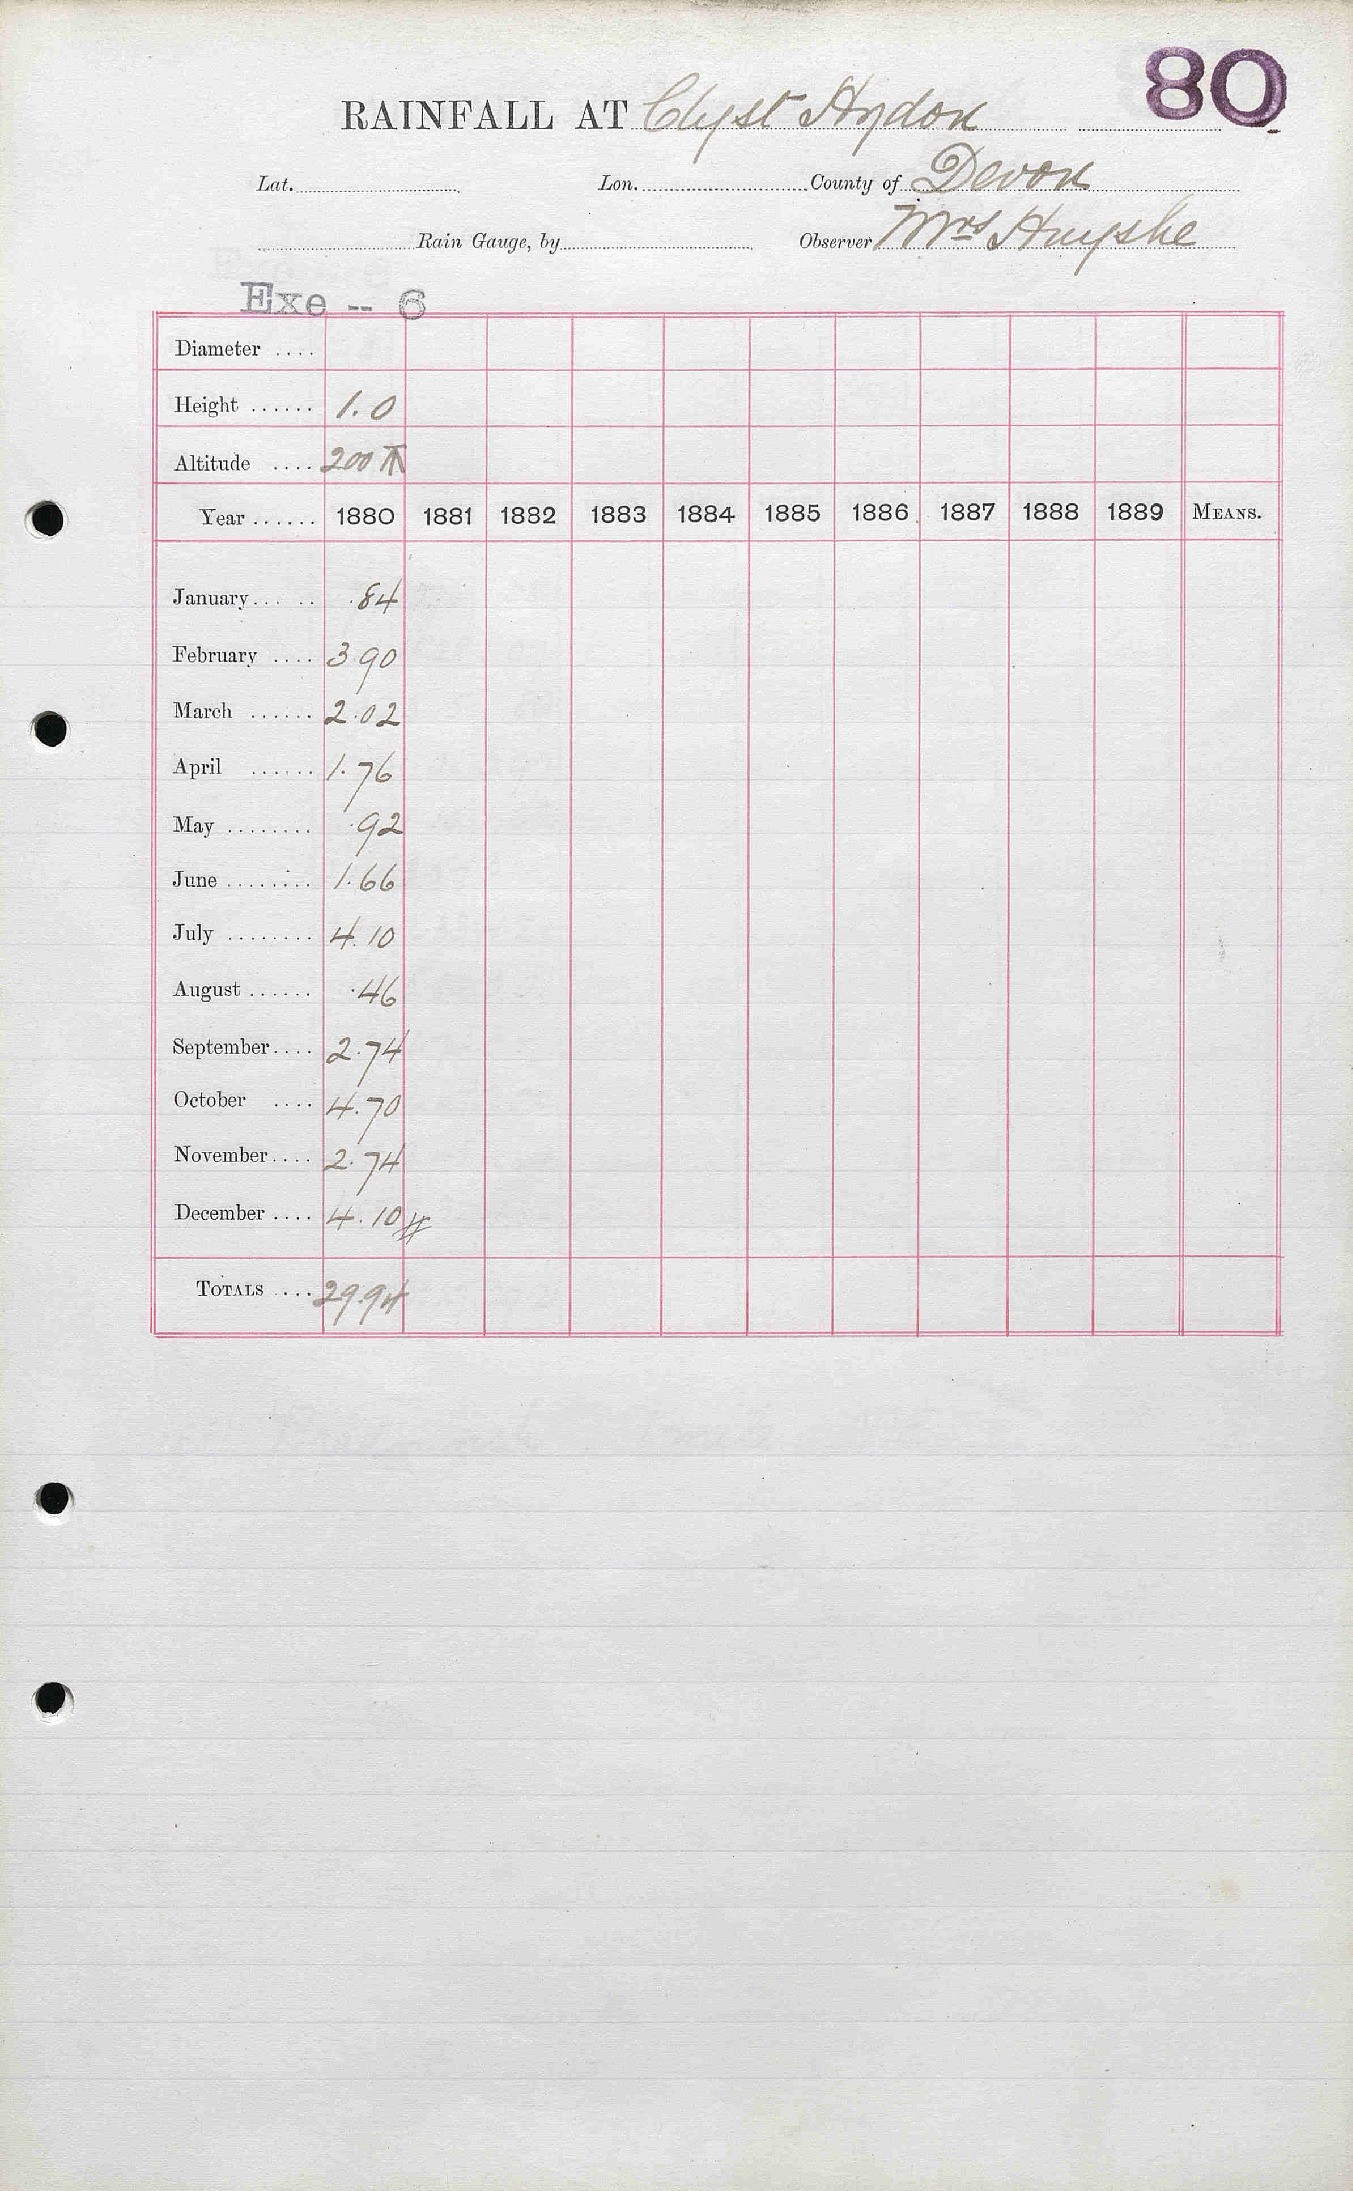 80
RAINFALL AT Clyst Hydon
Lat. Lon. County of Devon
Rain Gauge, by Observer Mrs Huyshe
Exe -- 6
Diameter ....
Height ...... 1.0
Altitude .... 200
Year ...... 1880 1881 1882 1883 1884 1885 1886 1887 1888 1889 MEANS.
January... .. .84
February .... 3 90
March ...... 2.02
April ...... 1.76
May ........ .92
June ........ 1.66
July ........ 4.10
August ...... .46
September.... 2.74
October .... 4.70
November.... 2.74
December .... 4.10
TOTALS .... 29.94